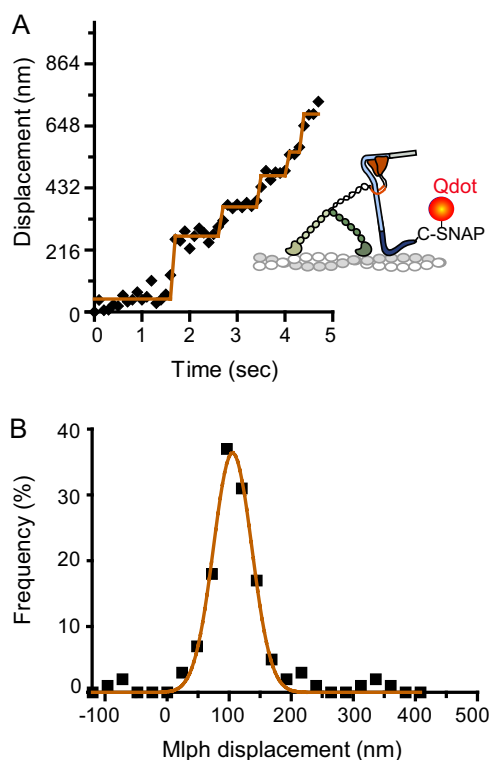 A
Displacement (nm)
864
648
432
216
0
0 1 2 3 4 5
Time (sec)
Qdot
C-SNAP
B
Frequency (%)
40
30
20
10
0
-100 0 100 200 300 400 500
Mlph displacement (nm)